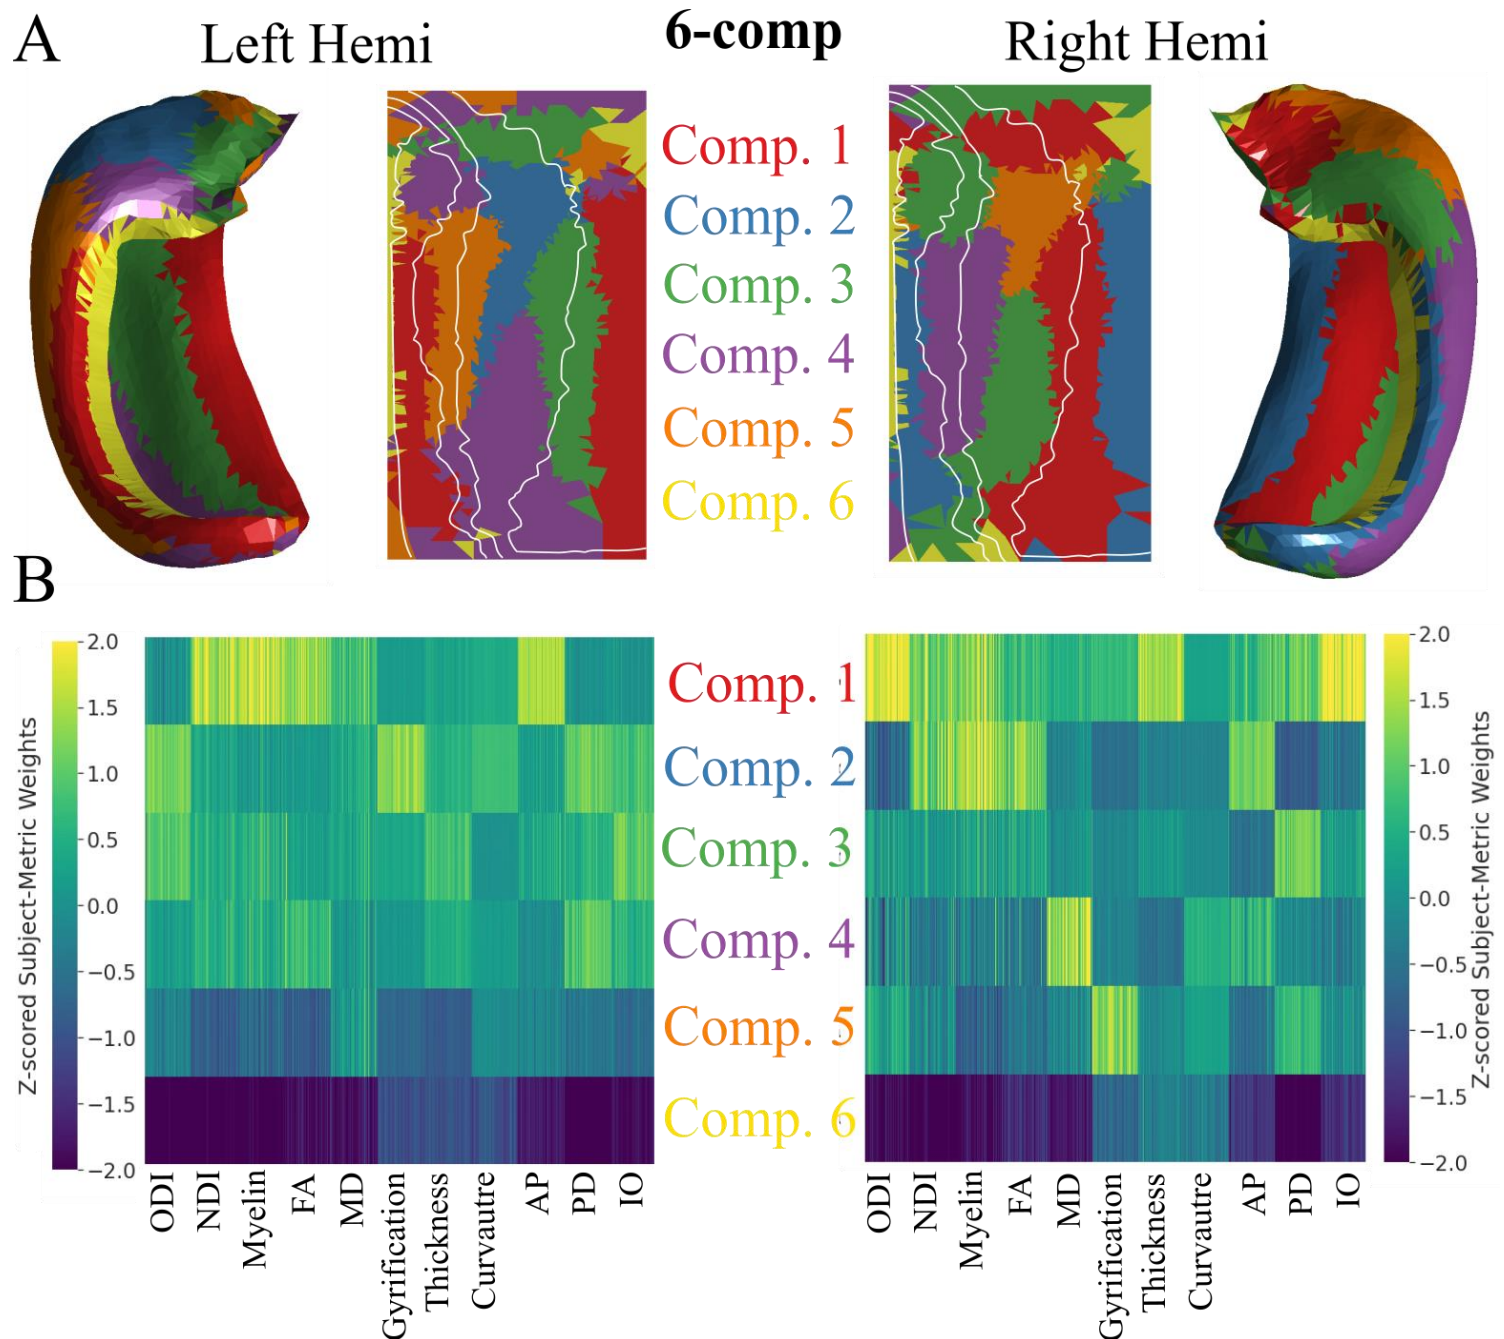 A
Left Hemi
6-comp
Right Hemi
Comp. 1
Comp. 2
Comp. 3
Comp. 4
Comp. 5
Comp. 6
B
Z-scored Subject-Metric Weights
2.0
1.5
1.0
0.5
0.0
−0.5
−1.0
−1.5
−2.0
Comp. 1
Comp. 2
Comp. 3
Comp. 4
Comp. 5
Comp. 6
2.0
1.5
1.0
0.5
0.0
−0.5
−1.0
−1.5
−2.0
Z-scored Subject-Metric Weights
ODI
NDI
Myelin
FA
MD
Gyrification
Thickness
Curvautre
AP
PD
IO
ODI
NDI
Myelin
FA
MD
Gyrification
Thickness
Curvautre
AP
PD
IO